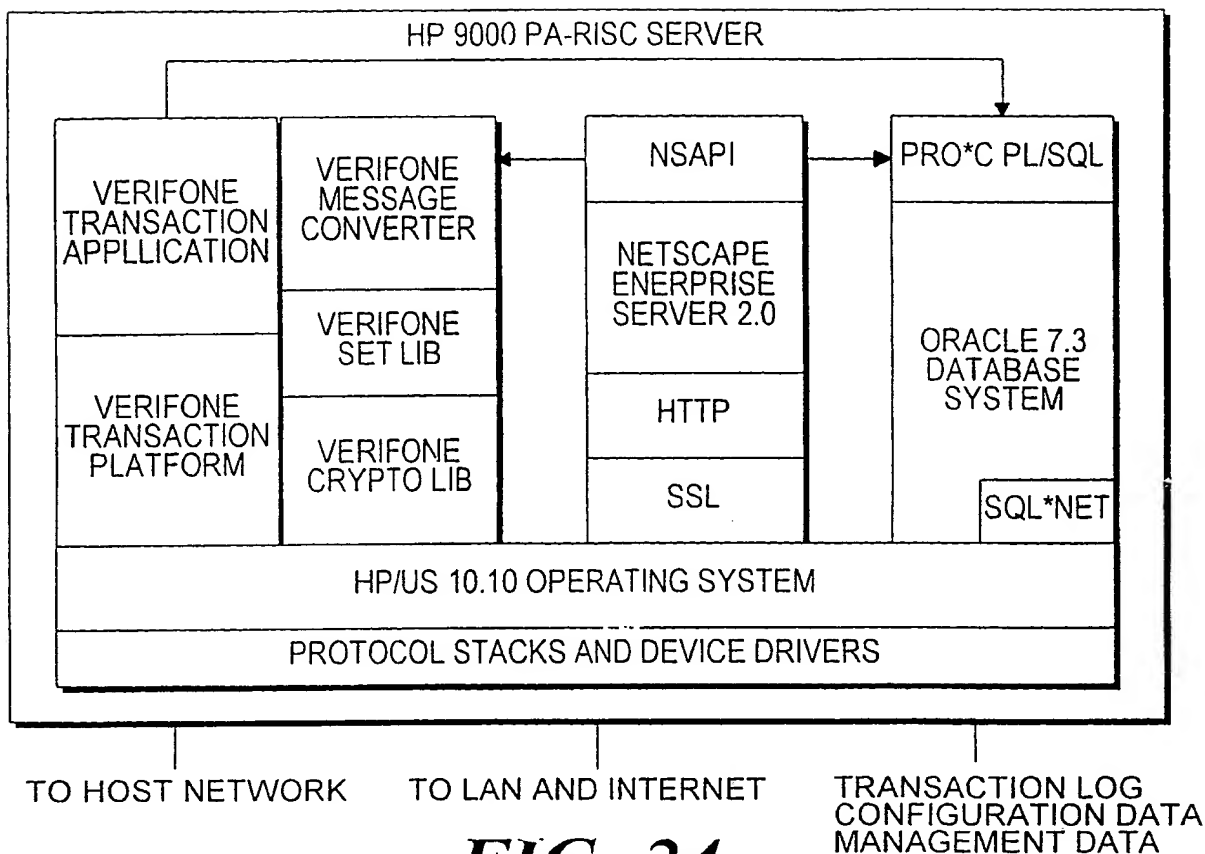 HP 9000 PA-RISC SERVER
VERIFONE
TRANSACTION
APPLLICATION
VERIFONE
TRANSACTION
PLATFORM
VERIFONE
MESSAGE
CONVERTER
VERIFONE
SET LIB
VERIFONE
CRYPTO LIB
NSAPI
NETSCAPE
ENERPRISE
SERVER 2.0
HTTP
SSL
PRO*C PL/SQL
ORACLE 7.3
DATABASE
SYSTEM
SQL*NET
HP/US 10.10 OPERATING SYSTEM
PROTOCOL STACKS AND DEVICE DRIVERS
TO HOST NETWORK
TO LAN AND INTERNET
TRANSACTION LOG
CONFIGURATION DATA
MANAGEMENT DATA